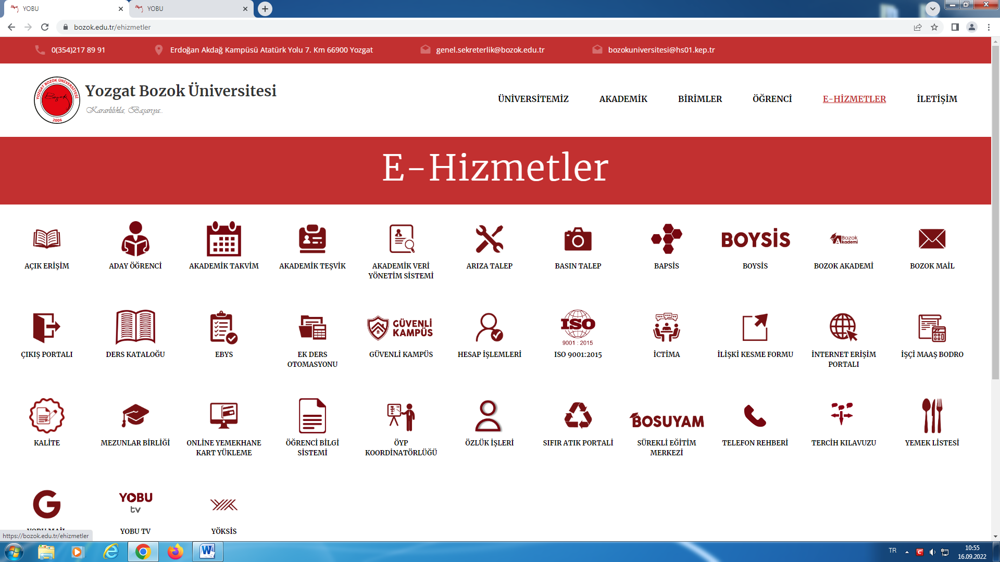 YOBU
YOBU
bozok.edu.tr/ehizmetler
0(354)217 89 91
Erdoğan Akdağ Kampüsü Atatürk Yolu 7. Km 66900 Yozgat
genel.sekreterlik@bozok.edu.tr
bozokuniversitesi@hs01.kep.tr
YOZGAT BOZOK ÜNİVERSİTESİ
Bozok
2006
Yozgat Bozok Üniversitesi
Kararlılıkla, Başarıya..
ÜNİVERSİTEMİZ
AKADEMİK
BİRİMLER
ÖĞRENCİ
E-HİZMETLER
İLETİŞİM
E-Hizmetler
AÇIK ERİŞİM
ADAY ÖĞRENCİ
AKADEMİK TAKVİM
AKADEMİK TEŞVİK
AKADEMİK VERİ
YÖNETİM SİSTEMİ
ARIZA TALEP
BASIN TALEP
BAPSİS
BOYSİS
BOYSİS
Bozok
Akademi
BOZOK AKADEMİ
BOZOK MAİL
ÇIKIŞ PORTALI
DERS KATALOĞU
EBYS
EK DERS
OTOMASYONU
GÜVENLİ
KAMPÜS
GÜVENLİ KAMPÜS
HESAP İŞLEMLERİ
ISO
9001 : 2015
ISO 9001:2015
İCTİMA
İLİŞKİ KESME FORMU
İNTERNET ERİŞİM
PORTALI
İŞÇİ MAAŞ BODRO
KALİTE
MEZUNLAR BİRLİĞİ
ONLİNE YEMEKHANE
KART YÜKLEME
ÖĞRENCİ BİLGİ
SİSTEMİ
ÖYP
KOORDİNATÖRLÜĞÜ
ÖZLÜK İŞLERİ
SIFIR ATIK PORTALİ
BOSUYAM
SÜREKLİ EĞİTİM
MERKEZİ
TELEFON REHBERİ
TERCİH KILAVUZU
YEMEK LİSTESİ
YOBU MAİL
YOBU
tv
YOBU TV
YÖKSİS
https://bozok.edu.tr/ehizmetler
TR
10:55
16.09.2022